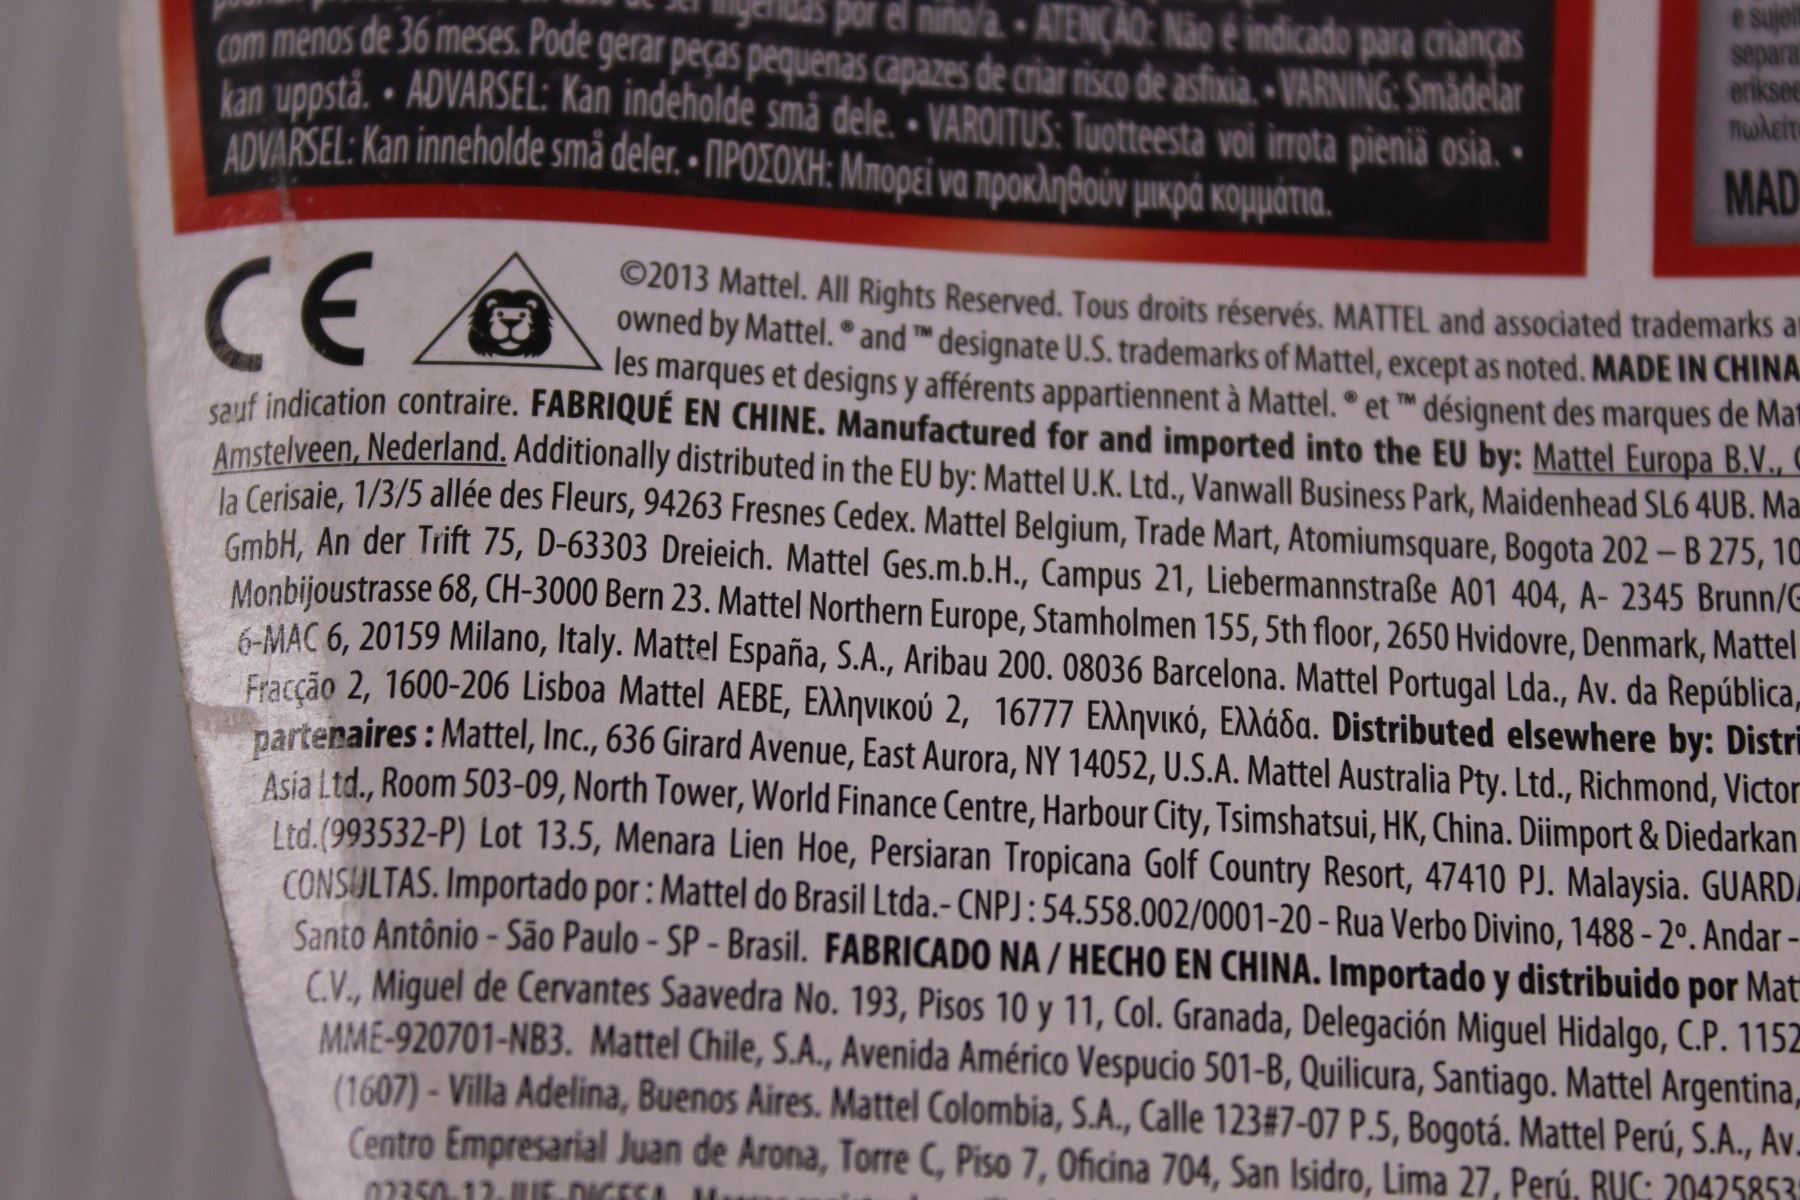 por el niño/a. • ATENÇÃO: Não é indicado para crianças
com menos de 36 meses. Pode gerar peças pequenas capazes de criar risco de asfixia. • VARNING: Smådelar
kan uppstå. • ADVARSEL: Kan indeholde små dele. • VAROITUS: Tuotteesta voi irrota pieniä osia. •
ADVARSEL: Kan inneholde små deler. • ΠΡΟΣΟΧΗ: Μπορεί να προκληθούν μικρά κομμάτια.
CE
©2013 Mattel. All Rights Reserved. Tous droits réservés. MATTEL and associated trademarks
owned by Mattel. ® and ™ designate U.S. trademarks of Mattel, except as noted. MADE IN CHINA
les marques et designs y afférents appartiennent à Mattel. ® et ™ désignent des marques de
sauf indication contraire. FABRIQUÉ EN CHINE. Manufactured for and imported into the EU by: Mattel Europa B.V.,
Amstelveen, Nederland. Additionally distributed in the EU by: Mattel U.K. Ltd., Vanwall Business Park, Maidenhead SL6 4UB.
la Cerisaie, 1/3/5 allée des Fleurs, 94263 Fresnes Cedex. Mattel Belgium, Trade Mart, Atomiumsquare, Bogota 202 – B 275, 10
GmbH, An der Trift 75, D-63303 Dreieich. Mattel Ges.m.b.H., Campus 21, Liebermannstraße A01 404, A- 2345 Brunn/
Monbijoustrasse 68, CH-3000 Bern 23. Mattel Northern Europe, Stamholmen 155, 5th floor, 2650 Hvidovre, Denmark, Mattel
6-MAC 6, 20159 Milano, Italy. Mattel España, S.A., Aribau 200. 08036 Barcelona. Mattel Portugal Lda., Av. da República,
Fracção 2, 1600-206 Lisboa Mattel AEBE, Ελληνικού 2, 16777 Ελληνικό, Ελλάδα. Distributed elsewhere by: Distri
partenaires : Mattel, Inc., 636 Girard Avenue, East Aurora, NY 14052, U.S.A. Mattel Australia Pty. Ltd., Richmond, Victor
Asia Ltd., Room 503-09, North Tower, World Finance Centre, Harbour City, Tsimshatsui, HK, China. Diimport & Diedarkan
Ltd.(993532-P) Lot 13.5, Menara Lien Hoe, Persiaran Tropicana Golf Country Resort, 47410 PJ. Malaysia. GUARD
CONSULTAS. Importado por : Mattel do Brasil Ltda.- CNPJ : 54.558.002/0001-20 - Rua Verbo Divino, 1488 - 2º. Andar -
Santo Antônio - São Paulo - SP - Brasil. FABRICADO NA / HECHO EN CHINA. Importado y distribuido por Mat
C.V., Miguel de Cervantes Saavedra No. 193, Pisos 10 y 11, Col. Granada, Delegación Miguel Hidalgo, C.P. 1152
MME-920701-NB3. Mattel Chile, S.A., Avenida Américo Vespucio 501-B, Quilicura, Santiago. Mattel Argentina,
(1607) - Villa Adelina, Buenos Aires. Mattel Colombia, S.A., Calle 123#7-07 P.5, Bogotá. Mattel Perú, S.A., Av.
Centro Empresarial Juan de Arona, Torre C, Piso 7, Oficina 704, San Isidro, Lima 27, Perú. RUC: 20425853
e
separa
MAD